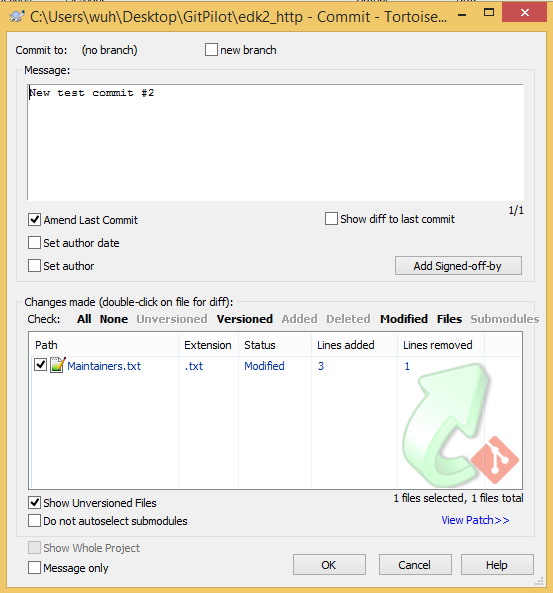 C:\Users\wuh\Desktop\GitPilot\edk2_http - Commit - Tortoise...
Commit to: (no branch) new branch
Message:
New test commit #2
1/1
Amend Last Commit Show diff to last commit
Set author date
Set author Add Signed-off-by
Changes made (double-click on file for diff):
Check: All None Unversioned Versioned Added Deleted Modified Files Submodules
Path Extension Status Lines added Lines removed
Maintainers.txt .txt Modified 3 1
1 files selected, 1 files total
Show Unversioned Files
Do not autoselect submodules View Patch>>
Show Whole Project
Message only OK Cancel Help